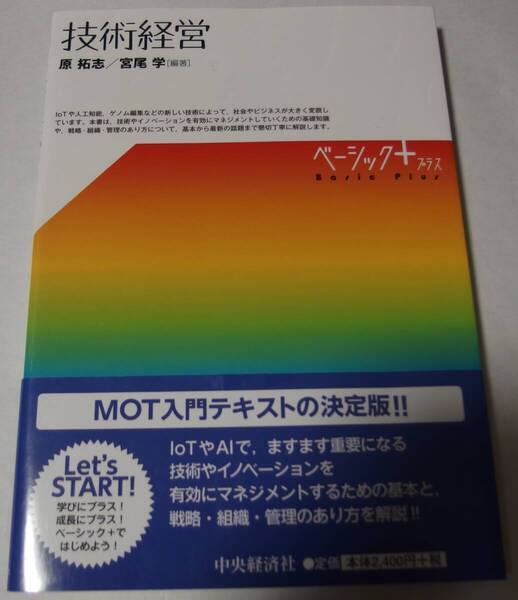 技術経営
原 拓志／宮尾 学[編著]
IoTや人工知能，ゲノム編集などの新しい技術によって，社会やビジネスが大きく変貌し
ています。本書は，技術やイノベーションを有効にマネジメントしていくための基礎知識
や，戦略・組織・管理のあり方について，基本から最新の話題まで懇切丁寧に解説します。
ベーシック＋プラス
Basic Plus
MOT入門テキストの決定版!!
Let's
START!
学びにプラス！
成長にプラス！
ベーシック＋で
はじめよう！
IoTやAIで，ますます重要になる
技術やイノベーションを
有効にマネジメントするための基本と，
戦略・組織・管理のあり方を解説!!
中央経済社 ●定価 本体2,400円+税